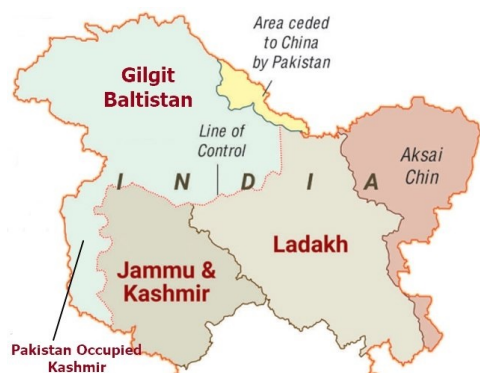 Area ceded
to China
by Pakistan
Gilgit
Baltistan
Line of
Control
Aksai
Chin
I N D I A
Ladakh
Jammu &
Kashmir
Pakistan Occupied
Kashmir